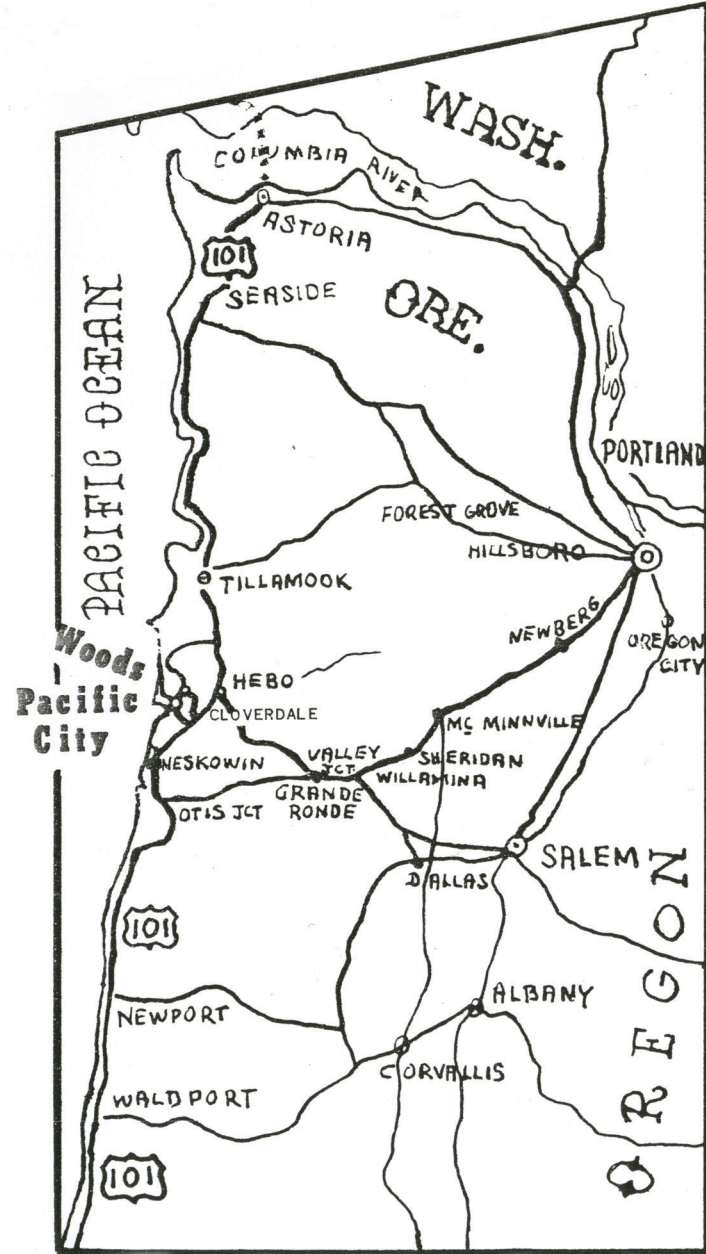 WASH.
COLUMBIA RIVER
ASTORIA
101
SEASIDE
ORE.
PACIFIC OCEAN
PORTLAND
FOREST GROVE
HILLSBORO
TILLAMOOK
NEWBERG
OREGON
CITY
Woods
Pacific
City
HEBO
CLOVERDALE
Mc MINNVILLE
NESKOWIN
VALLEY
JCT.
SHERIDAN
WILLAMINA
GRANDE
RONDE
OTIS JCT
SALEM
DALLAS
101
OREGON
ALBANY
NEWPORT
CORVALLIS
WALDPORT
101